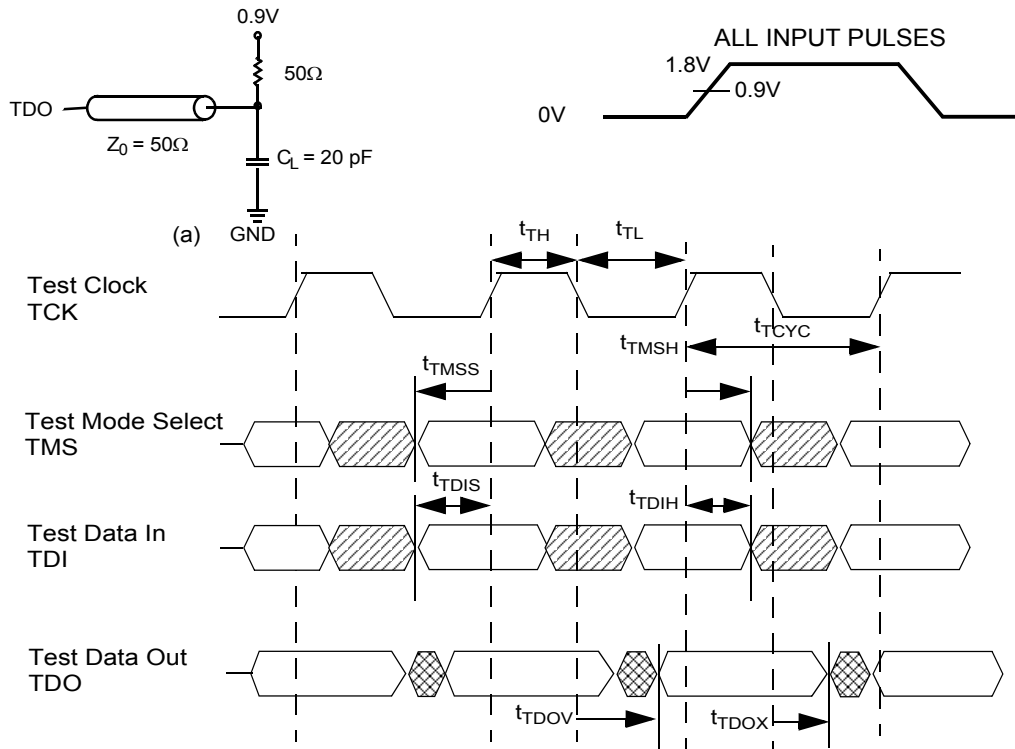 0.9V
50Ω
TDO
Z0 = 50Ω
CL = 20 pF
(a) GND
ALL INPUT PULSES
1.8V
0.9V
0V
tTH
tTL
Test Clock
TCK
tTCYC
tTMSH
tTMSS
Test Mode Select
TMS
tTDIS
tTDIH
Test Data In
TDI
Test Data Out
TDO
tTDOV
tTDOX